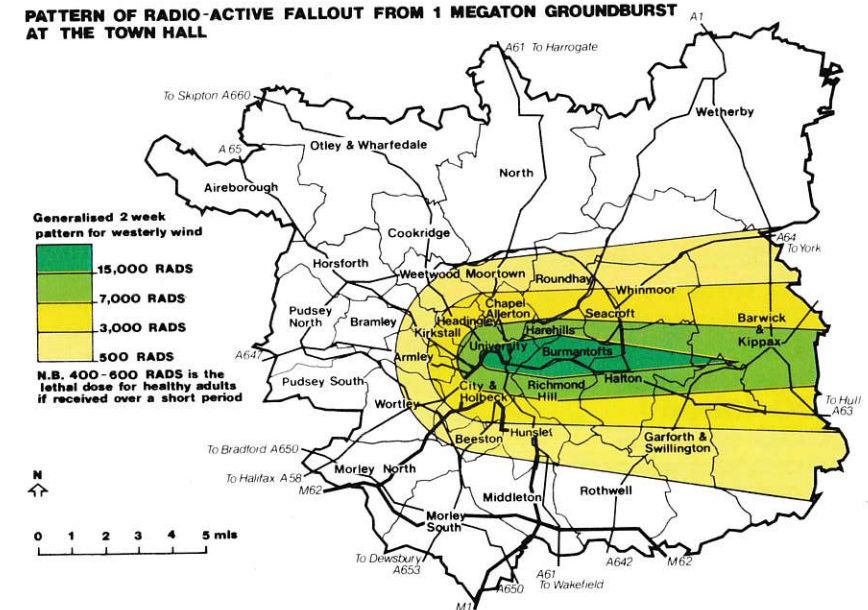 PATTERN OF RADIO-ACTIVE FALLOUT FROM 1 MEGATON GROUNDBURST
AT THE TOWN HALL
A1
A61 To Harrogate
To Skipton A660
Wetherby
A65
Otley & Wharfedale
North
Aireborough
Generalised 2 week
pattern for westerly wind
15,000 RADS
7,000 RADS
3,000 RADS
500 RADS
N.B. 400-600 RADS is the
lethal dose for healthy adults
if received over a short period
Cookridge
A64
To York
Horsforth
Weetwood
Moortown
Roundhay
Whinmoor
Chapel
Allerton
Seacroft
Pudsey
North
Bramley
Headingley
Kirkstall
Harehills
Barwick
&
Kippax
University
Burmantofts
A647
Armley
Pudsey South
City &
Holbeck
Richmond
Hill
Halton
Wortley
To Hull
A63
Beeston
Hunslet
Garforth &
Swillington
To Bradford A650
To Halifax A58
Morley North
M62
Middleton
Rothwell
Morley
South
N
0 1 2 3 4 5 mls
To Dewsbury
A653
A650
A61
To Wakefield
A642
M62
M1